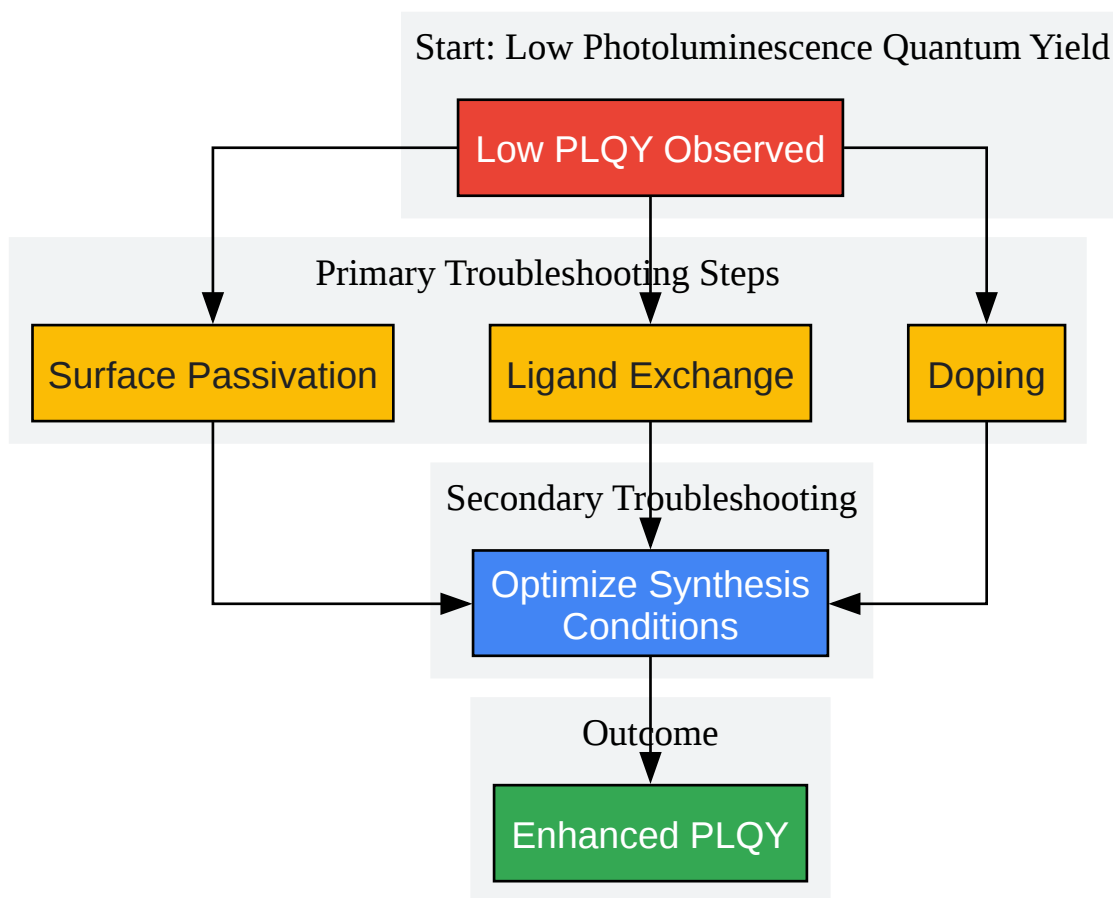 Start: Low Photoluminescence Quantum Yield
Low PLQY Observed
Primary Troubleshooting Steps
Surface Passivation
Ligand Exchange
Doping
Secondary Troubleshooting
Optimize Synthesis
Conditions
Outcome
Enhanced PLQY